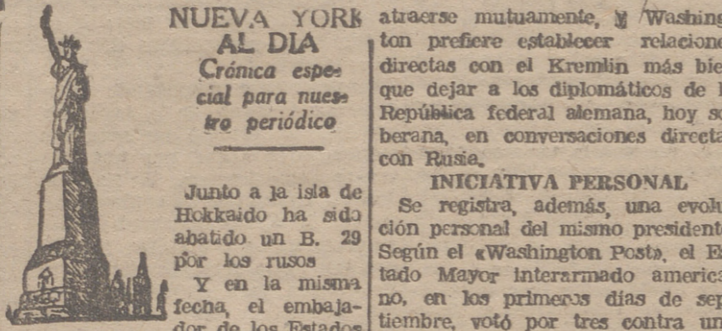 NUEVA YORK
AL DIA
Crónica espe-
cial para nues-
tro periódico
Junto a la isla de
Hokkaido ha sido
abatido un B. 29
por los rusos
Y en la misma
fecha, el embaja-
dor de los Estados
atraerse mutuamente, y Washing
ton prefiere establecer relacione
directas con el Kremlin más bie
que dejar a los diplomáticos de l
República federal alemana, hoy so
berana, en conversaciones directa
con Rusia.
INICIATIVA PERSONAL
Se registra, además, una evolu
ción personal del mismo president
Según el «Washington Post», el E
tado Mayor interarmado america
no, en los primeros días de sep
tiembre, votó por tres contra un